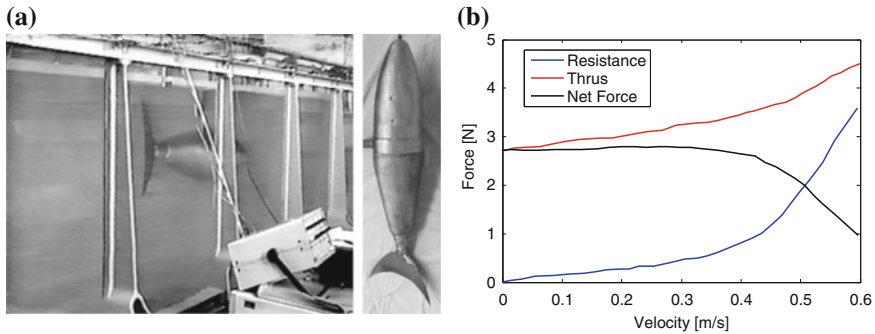 (a)
(b)
5
4
3
2
1
0
Force [N]
Resistance
Thrus
Net Force
0
0.1
0.2
0.3
0.4
0.5
0.6
Velocity [m/s]